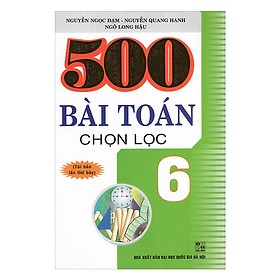 NGUYỄN NGỌC ĐẠM - NGUYỄN QUANG HANH
NGÔ LONG HẬU
500
BÀI TOÁN
CHỌN LỌC
6
(Tái bản
lần thứ bảy)
NHÀ XUẤT BẢN ĐẠI HỌC QUỐC GIA HÀ NỘI